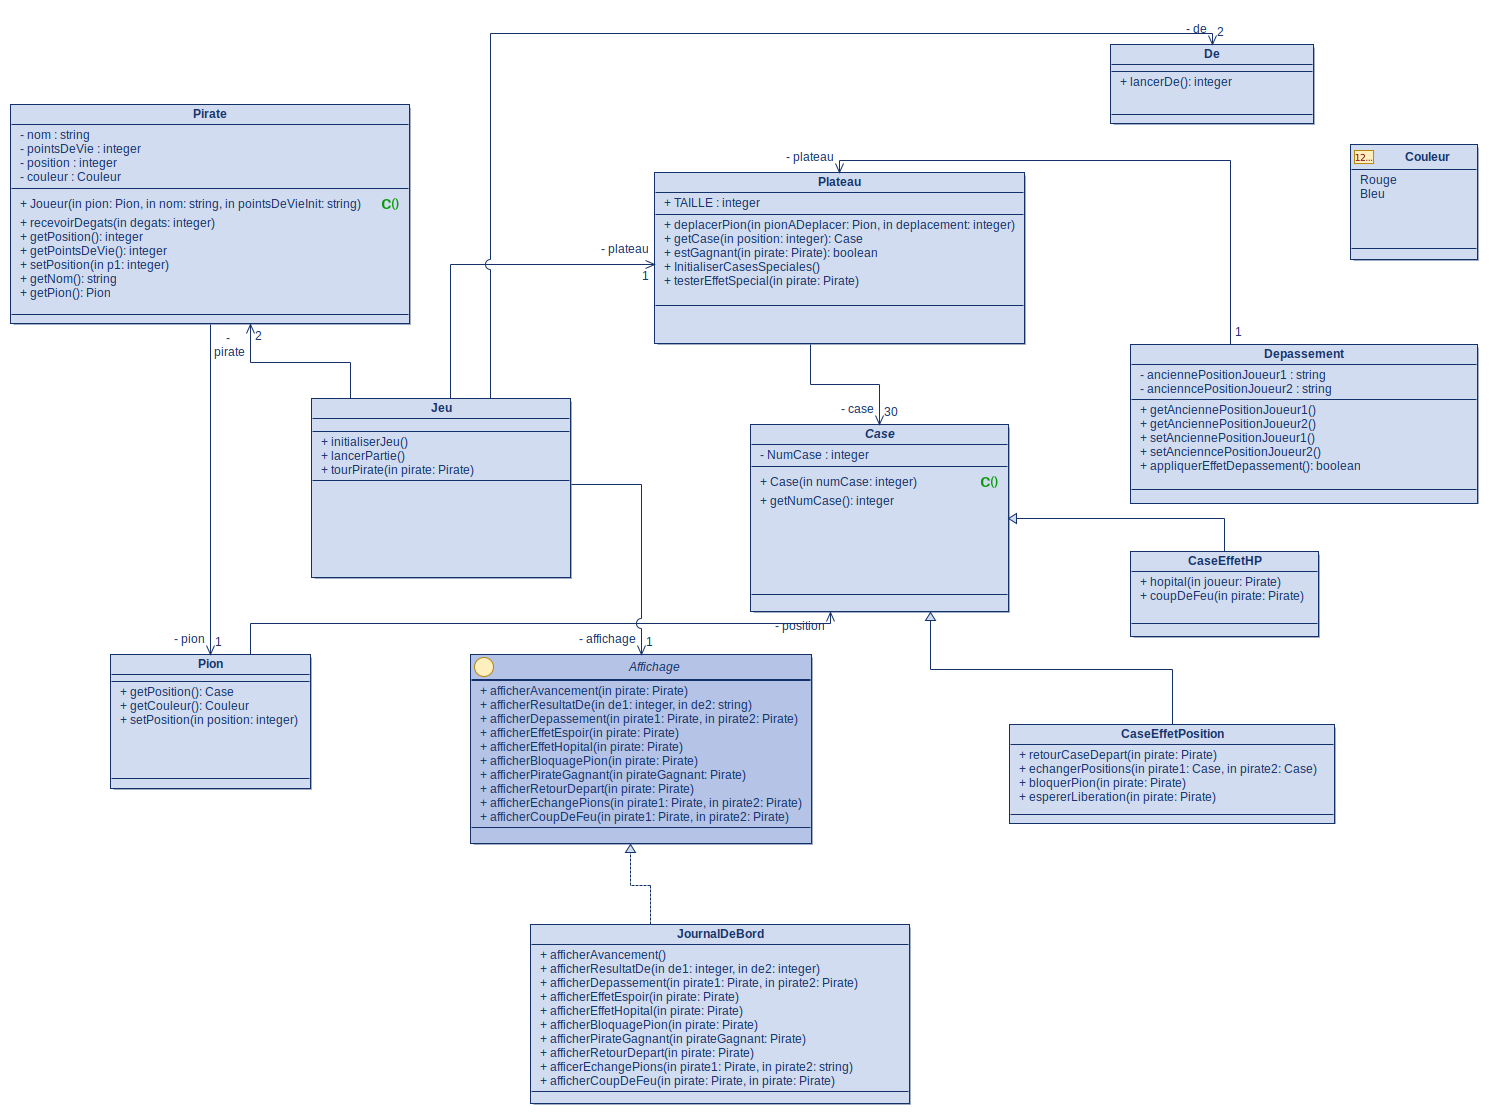 - de
2
De
+ lancerDe(): integer
Pirate
- nom : string
- pointsDeVie : integer
- position : integer
- couleur : Couleur
+ Joueur(in pion: Pion, in nom: string, in pointsDeVieInit: string) C()
+ recevoirDegats(in degats: integer)
+ getPosition(): integer
+ getPointsDeVie(): integer
+ setPosition(in p1: integer)
+ getNom(): string
+ getPion(): Pion
12...
Couleur
Rouge
Bleu
- plateau
Plateau
+ TAILLE : integer
+ deplacerPion(in pionADeplacer: Pion, in deplacement: integer)
+ getCase(in position: integer): Case
+ estGagnant(in pirate: Pirate): boolean
+ InitialiserCasesSpeciales()
+ testerEffetSpecial(in pirate: Pirate)
- plateau
1
-
pirate
2
1
Depassement
- anciennePositionJoueur1 : string
- anciencePositionJoueur2 : string
+ getAnciennePositionJoueur1()
+ getAnciennePositionJoueur2()
+ setAnciennePositionJoueur1()
+ setAnciencePositionJoueur2()
+ appliquerEffetDepassement(): boolean
Jeu
+ initialiserJeu()
+ lancerPartie()
+ tourPirate(in pirate: Pirate)
- case
30
Case
- NumCase : integer
+ Case(in numCase: integer) C()
+ getNumCase(): integer
CaseEffetHP
+ hopital(in joueur: Pirate)
+ coupDeFeu(in pirate: Pirate)
- position
- pion
1
- affichage
1
Pion
+ getPosition(): Case
+ getCouleur(): Couleur
+ setPosition(in position: integer)
Affichage
+ afficherAvancement(in pirate: Pirate)
+ afficherResultatDe(in de1: integer, in de2: string)
+ afficherDepassement(in pirate1: Pirate, in pirate2: Pirate)
+ afficherEffetEspoir(in pirate: Pirate)
+ afficherEffetHopital(in pirate: Pirate)
+ afficherBloquagePion(in pirate: Pirate)
+ afficherPirateGagnant(in pirateGagnant: Pirate)
+ afficherRetourDepart(in pirate: Pirate)
+ afficherEchangePions(in pirate1: Pirate, in pirate2: Pirate)
+ afficherCoupDeFeu(in pirate1: Pirate, in pirate2: Pirate)
CaseEffetPosition
+ retourCaseDepart(in pirate: Pirate)
+ echangerPositions(in pirate1: Case, in pirate2: Case)
+ bloquerPion(in pirate: Pirate)
+ espererLiberation(in pirate: Pirate)
JournalDeBord
+ afficherAvancement()
+ afficherResultatDe(in de1: integer, in de2: integer)
+ afficherDepassement(in pirate1: Pirate, in pirate2: Pirate)
+ afficherEffetEspoir(in pirate: Pirate)
+ afficherEffetHopital(in pirate: Pirate)
+ afficherBloquagePion(in pirate: Pirate)
+ afficherPirateGagnant(in pirateGagnant: Pirate)
+ afficherRetourDepart(in pirate: Pirate)
+ afficerEchangePions(in pirate1: Pirate, in pirate2: string)
+ afficherCoupDeFeu(in pirate: Pirate, in pirate: Pirate)